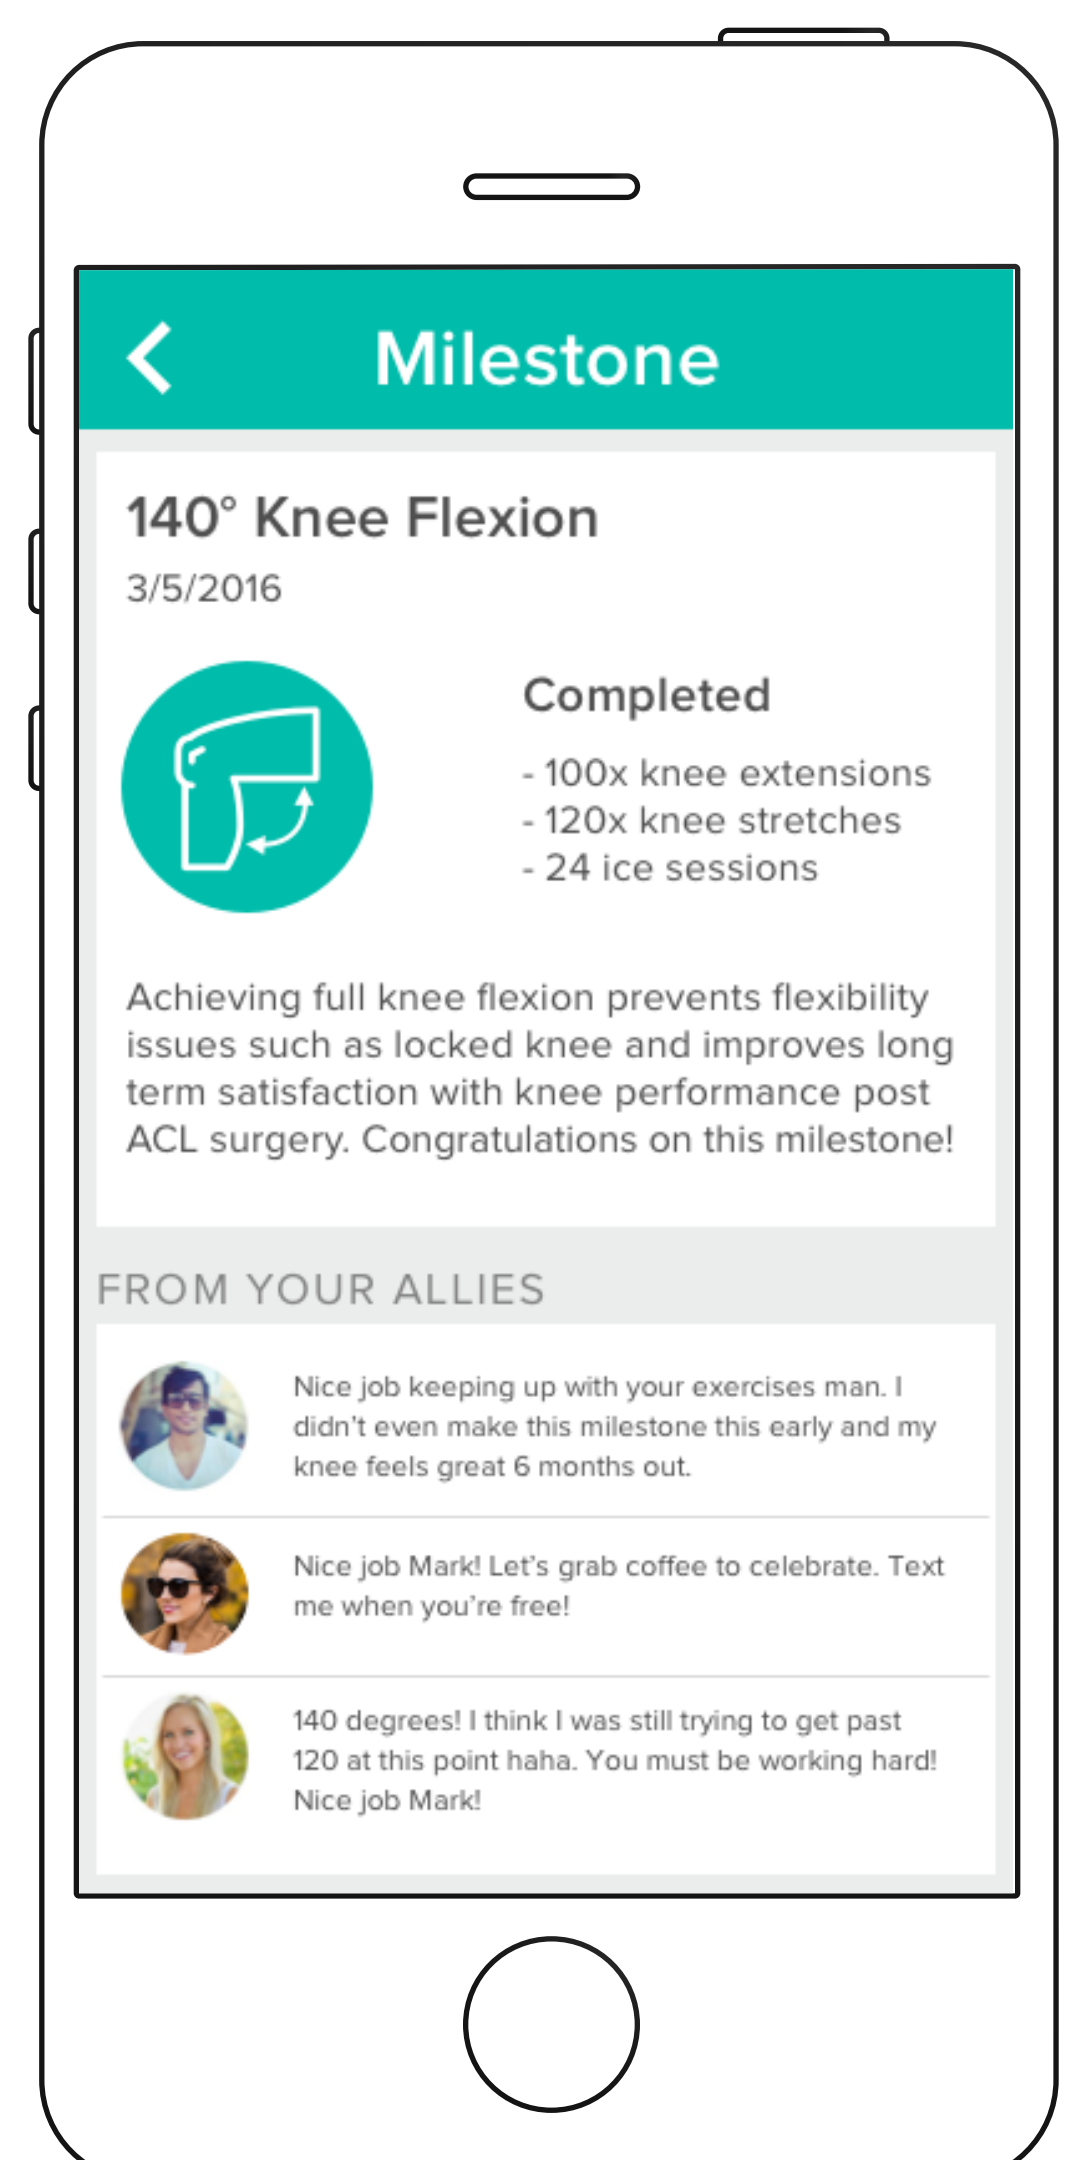 Milestone
140° Knee Flexion
3/5/2016
Completed
- 100x knee extensions
- 120x knee stretches
- 24 ice sessions
Achieving full knee flexion prevents flexibility
issues such as locked knee and improves long
term satisfaction with knee performance post
ACL surgery. Congratulations on this milestone!
FROM YOUR ALLIES
Nice job keeping up with your exercises man. I
didn't even make this milestone this early and my
knee feels great 6 months out.
Nice job Mark! Let's grab coffee to celebrate. Text
me when you're free!
140 degrees! I think I was still trying to get past
120 at this point haha. You must be working hard!
Nice job Mark!